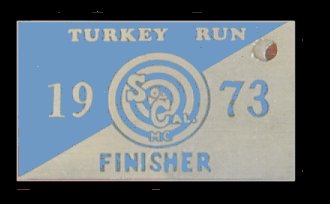 TURKEY RUN
19 73
SO. CAL.
MC
FINISHER